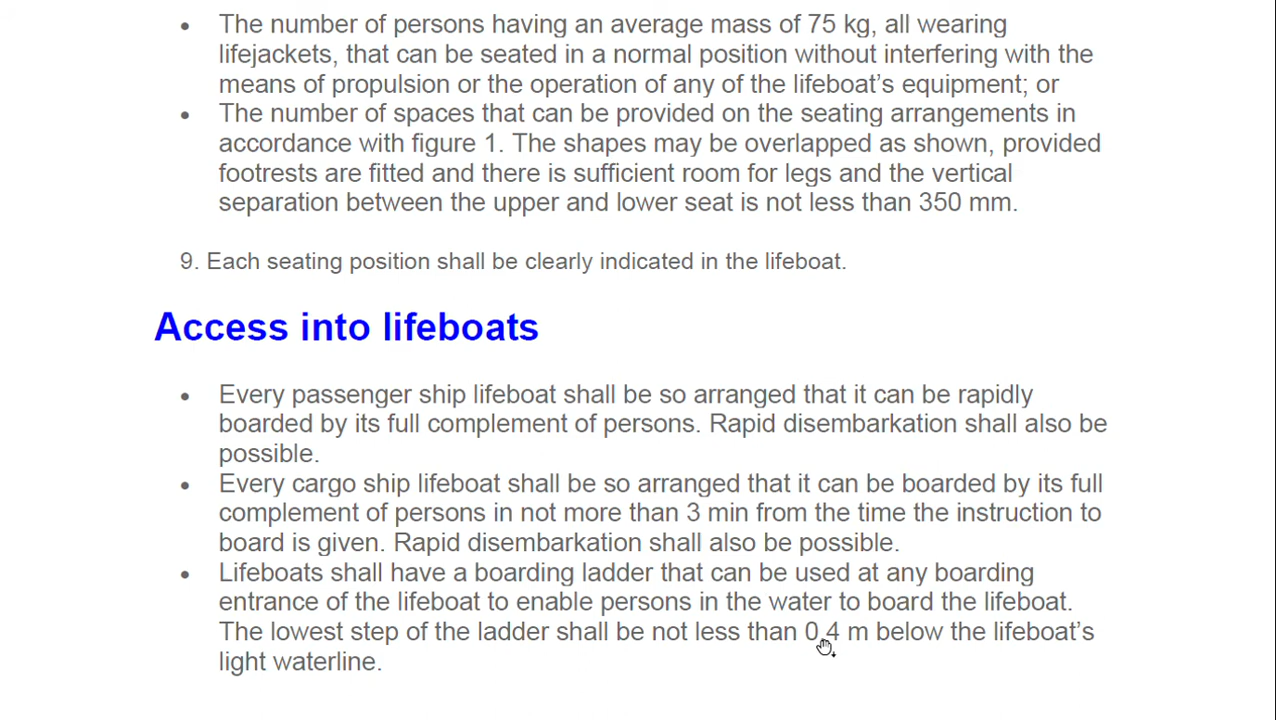 • The number of persons having an average mass of 75 kg, all wearing
lifejackets, that can be seated in a normal position without interfering with the
means of propulsion or the operation of any of the lifeboat’s equipment; or
• The number of spaces that can be provided on the seating arrangements in
accordance with figure 1. The shapes may be overlapped as shown, provided
footrests are fitted and there is sufficient room for legs and the vertical
separation between the upper and lower seat is not less than 350 mm.
9. Each seating position shall be clearly indicated in the lifeboat.
Access into lifeboats
• Every passenger ship lifeboat shall be so arranged that it can be rapidly
boarded by its full complement of persons. Rapid disembarkation shall also be
possible.
• Every cargo ship lifeboat shall be so arranged that it can be boarded by its full
complement of persons in not more than 3 min from the time the instruction to
board is given. Rapid disembarkation shall also be possible.
• Lifeboats shall have a boarding ladder that can be used at any boarding
entrance of the lifeboat to enable persons in the water to board the lifeboat.
The lowest step of the ladder shall be not less than 0.4 m below the lifeboat’s
light waterline.